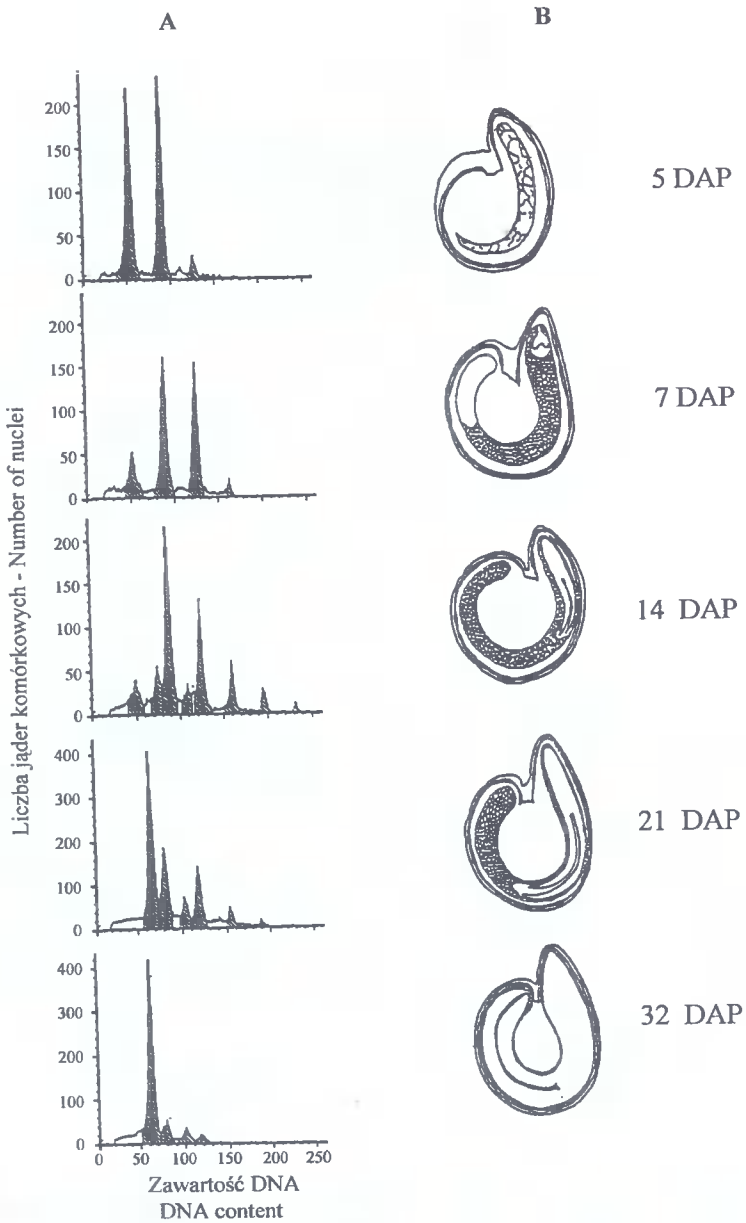 A
B
200
150
100
50
0
5 DAP
200
150
100
50
0
7 DAP
200
150
100
50
0
14 DAP
400
300
200
100
0
21 DAP
400
300
200
100
0
32 DAP
0 50 100 150 200 250
Zawartość DNA
DNA content
Liczba jąder komórkowych - Number of nuclei